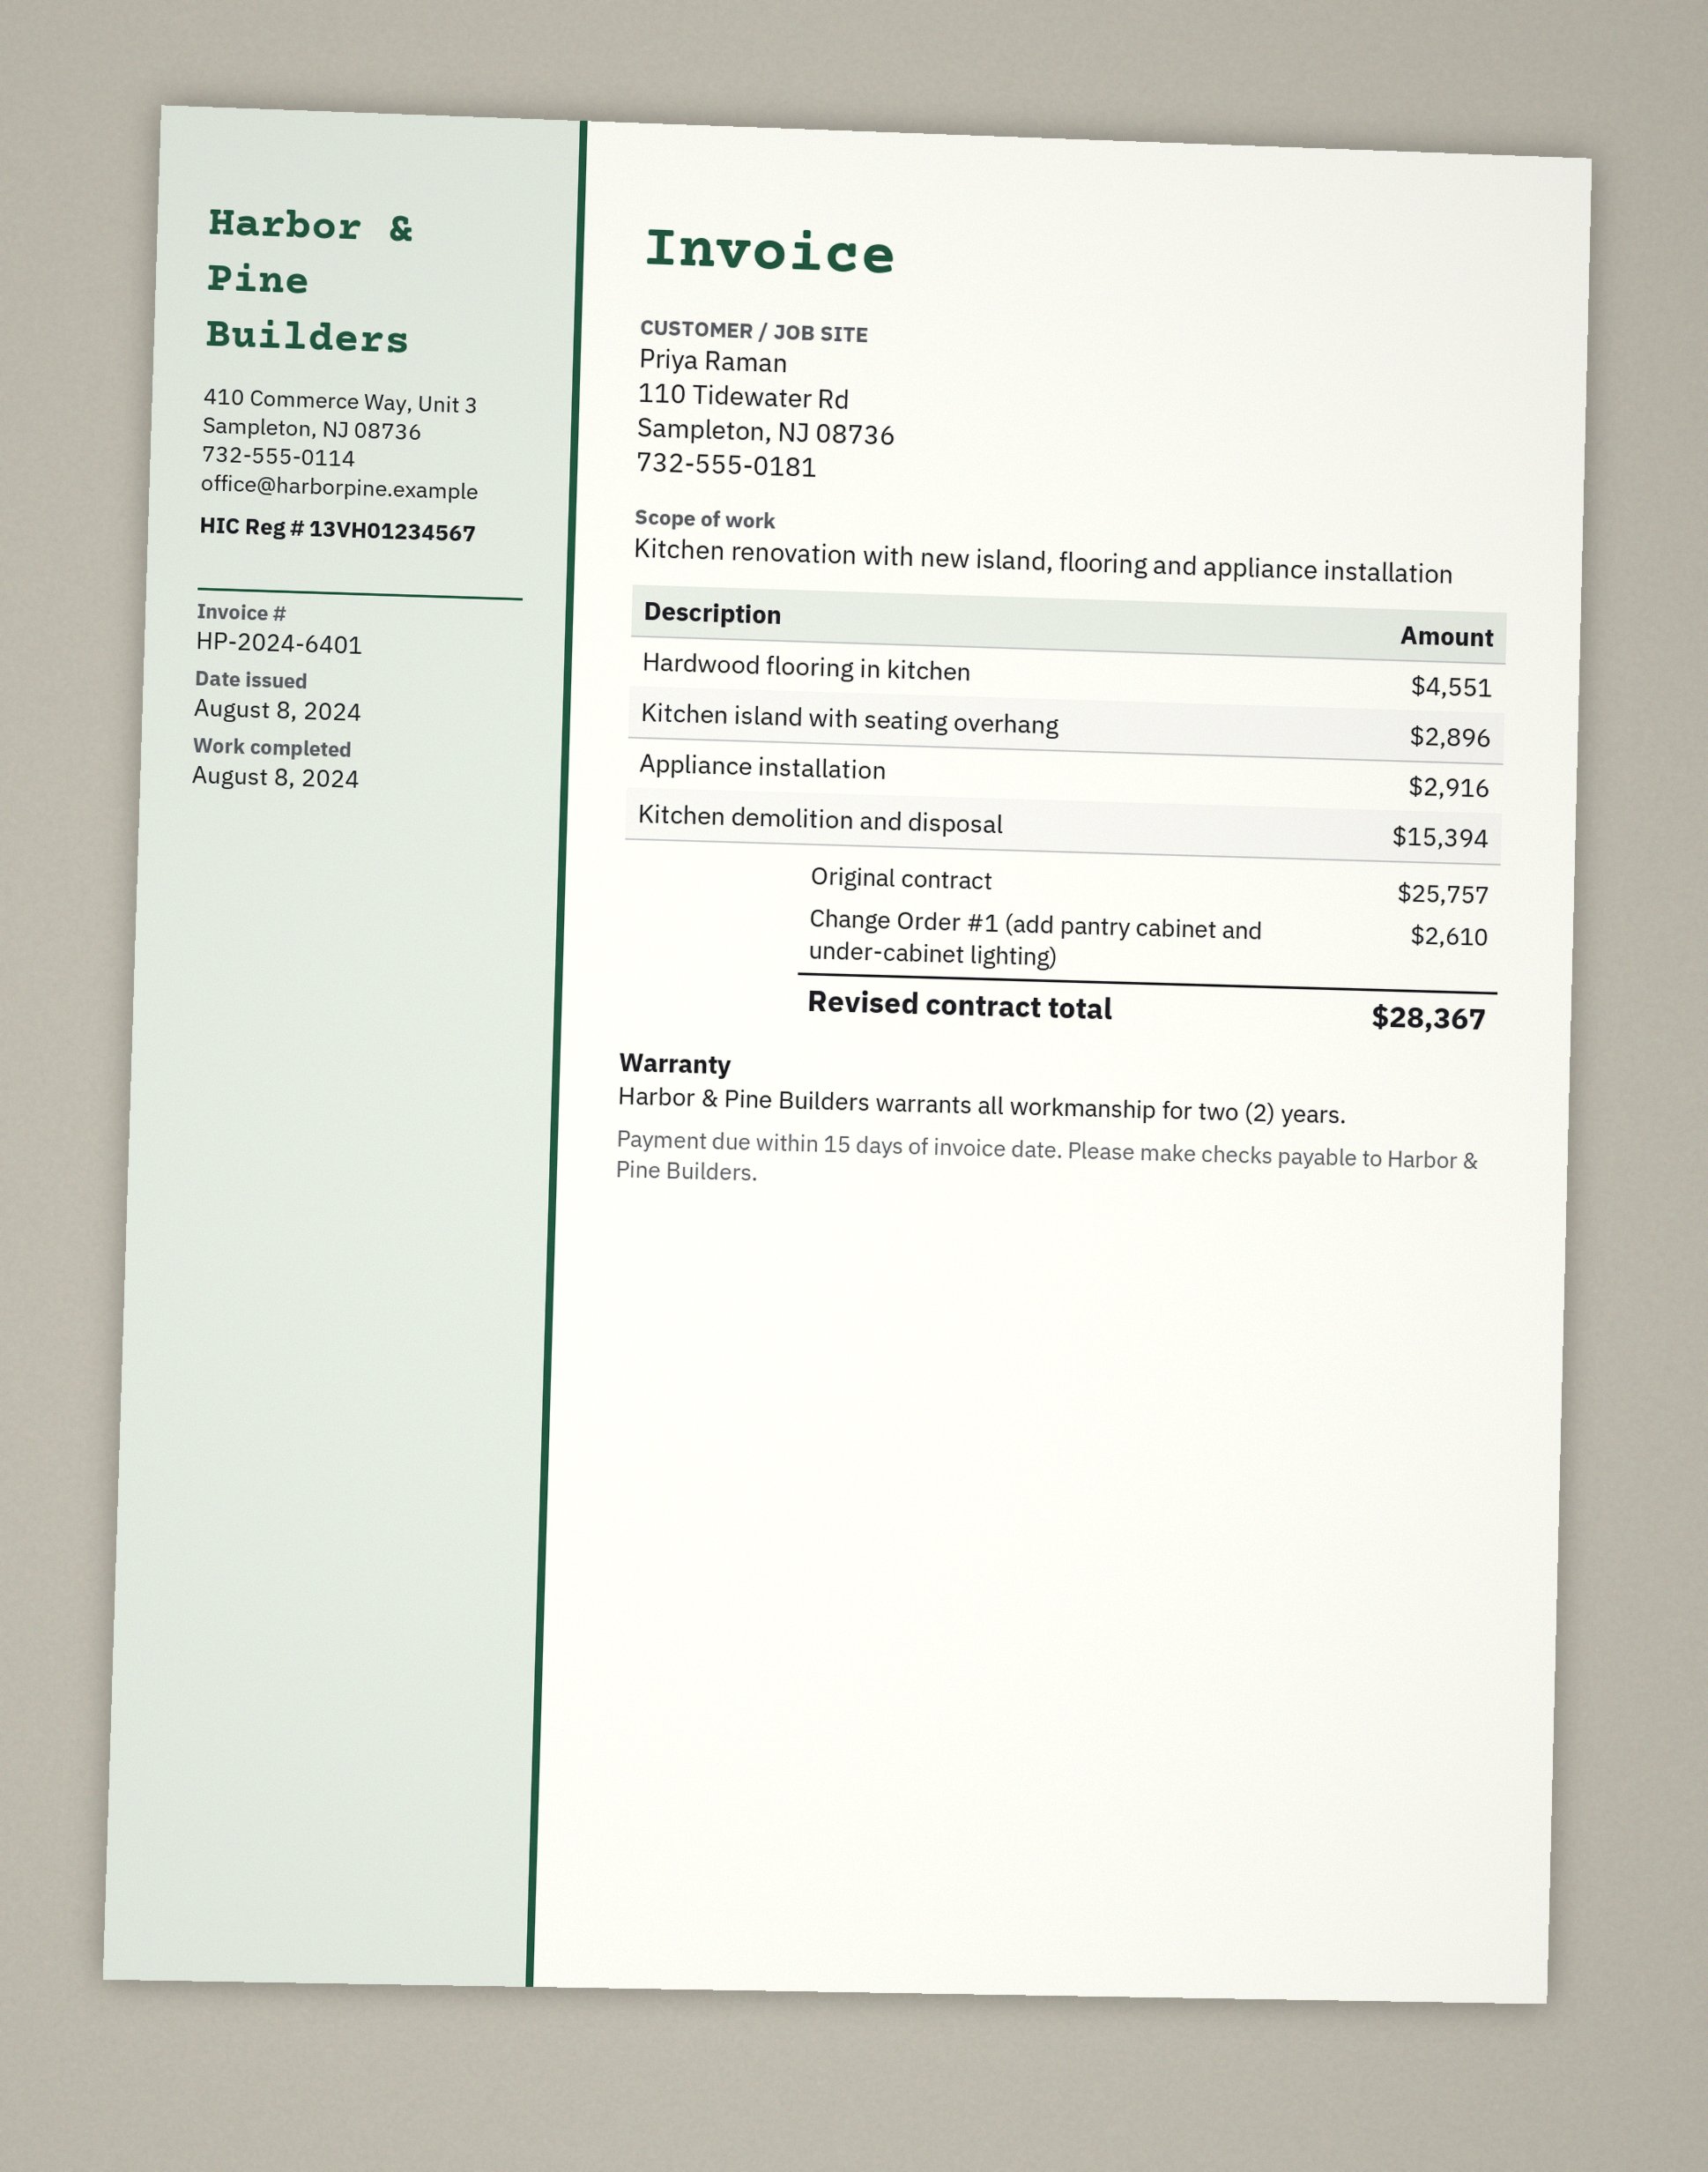 Harbor &
Pine
Builders
410 Commerce Way, Unit 3
Sampleton, NJ 08736
732-555-0114
office@harborpine.example
HIC Reg # 13VH01234567
Invoice #
HP-2024-6401
Date issued
August 8, 2024
Work completed
August 8, 2024
Invoice
CUSTOMER / JOB SITE
Priya Raman
110 Tidewater Rd
Sampleton, NJ 08736
732-555-0181
Scope of work
Kitchen renovation with new island, flooring and appliance installation
Description Amount
Hardwood flooring in kitchen $4,551
Kitchen island with seating overhang $2,896
Appliance installation $2,916
Kitchen demolition and disposal $15,394
Original contract $25,757
Change Order #1 (add pantry cabinet and $2,610
under-cabinet lighting)
Revised contract total $28,367
Warranty
Harbor & Pine Builders warrants all workmanship for two (2) years.
Payment due within 15 days of invoice date. Please make checks payable to Harbor &
Pine Builders.